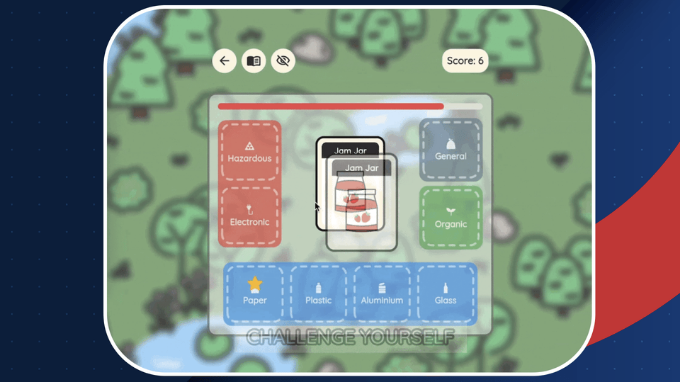 Score: 6
Jam Jar
Jam Jar
Hazardous
General
Electronic
Organic
Paper
Plastic
Aluminium
Glass
CHALLENGE YOURSELF